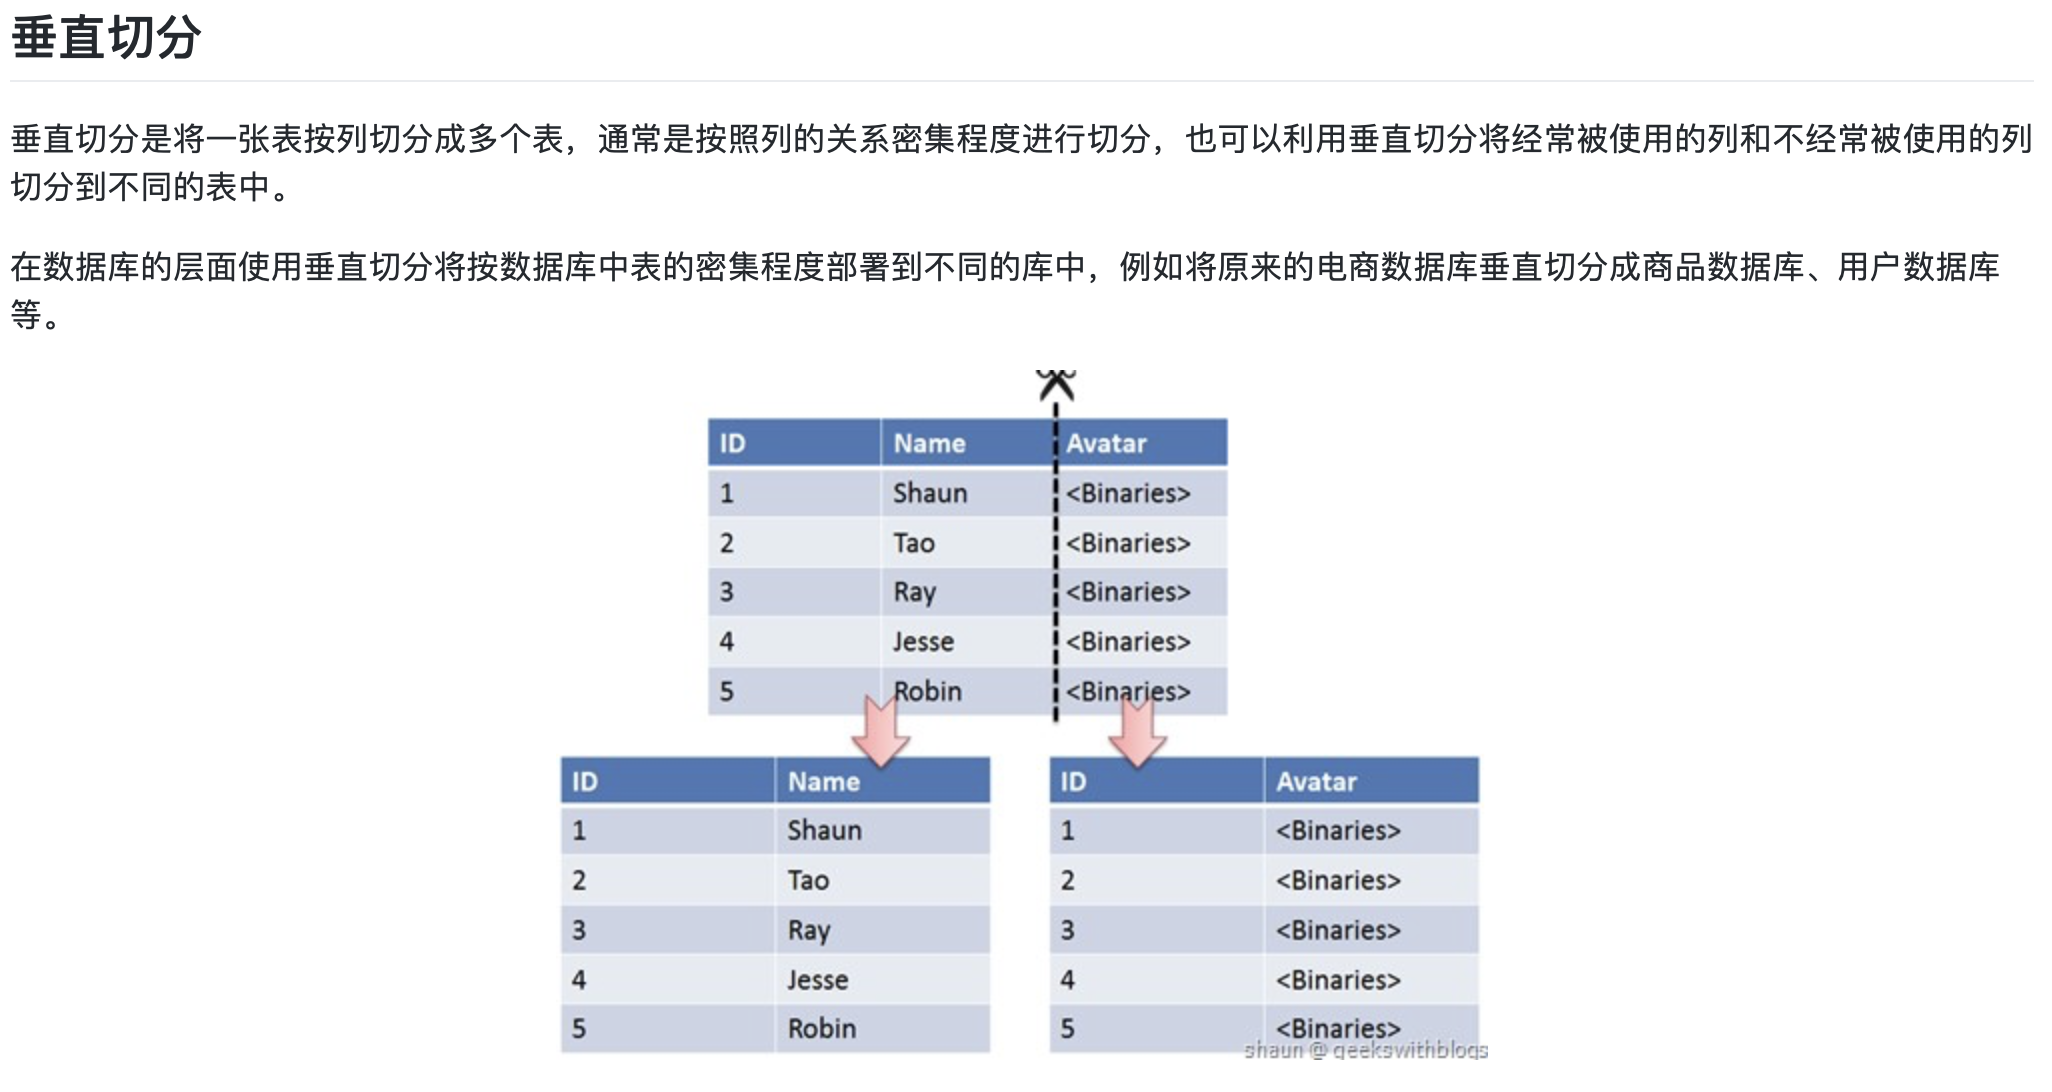 垂直切分
垂直切分是将一张表按列切分成多个表，通常是按照列的关系密集程度进行切分，也可以利用垂直切分将经常被使用的列和不经常被使用的列
切分到不同的表中。
在数据库的层面使用垂直切分将按数据库中表的密集程度部署到不同的库中，例如将原来的电商数据库垂直切分成商品数据库、用户数据库
等。
ID Name Avatar
1 Shaun <Binaries>
2 Tao <Binaries>
3 Ray <Binaries>
4 Jesse <Binaries>
5 Robin <Binaries>
ID Name
1 Shaun
2 Tao
3 Ray
4 Jesse
5 Robin
ID Avatar
1 <Binaries>
2 <Binaries>
3 <Binaries>
4 <Binaries>
5 <Binaries>
shaun @ geekswithblogs